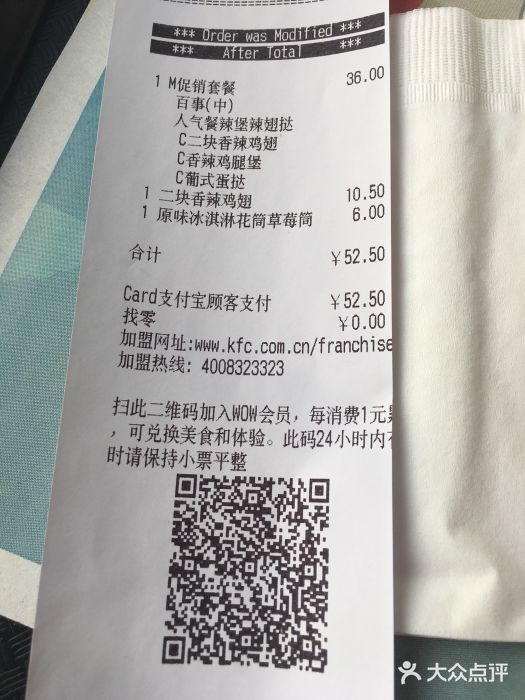 *** Order was Modified ***
*** After Total ***
1 M促销套餐 36.00
百事(中)
人气餐辣堡辣翅挞
C二块香辣鸡翅
C香辣鸡腿堡
C葡式蛋挞
1 二块香辣鸡翅 10.50
1 原味冰淇淋花筒草莓筒 6.00
合计 ¥52.50
Card支付宝顾客支付 ¥52.50
找零 ¥0.00
加盟网址:www.kfc.com.cn/franchise
加盟热线: 4008323323
扫此二维码加入WOW会员，每消费1元
，可兑换美食和体验。此码24小时内
时请保持小票平整
大众点评